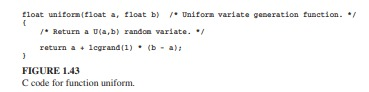 float uniform(float a, float b)  /* Uniform variate generation function. */
{
    /* Return a U(a,b) random variate. */
    return a + lcgrand(1) * (b - a);
}
FIGURE 1.43
C code for function uniform.